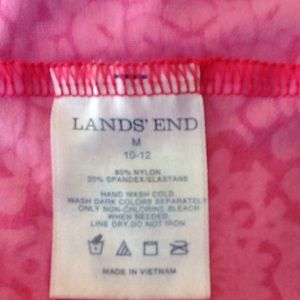 LANDS' END
M
10-12
80% NYLON
20% SPANDEX/ELASTANE
HAND WASH COLD
WASH DARK COLORS SEPARATELY
ONLY NON-CHLORINE BLEACH
WHEN NEEDED
LINE DRY. DO NOT IRON
MADE IN VIETNAM